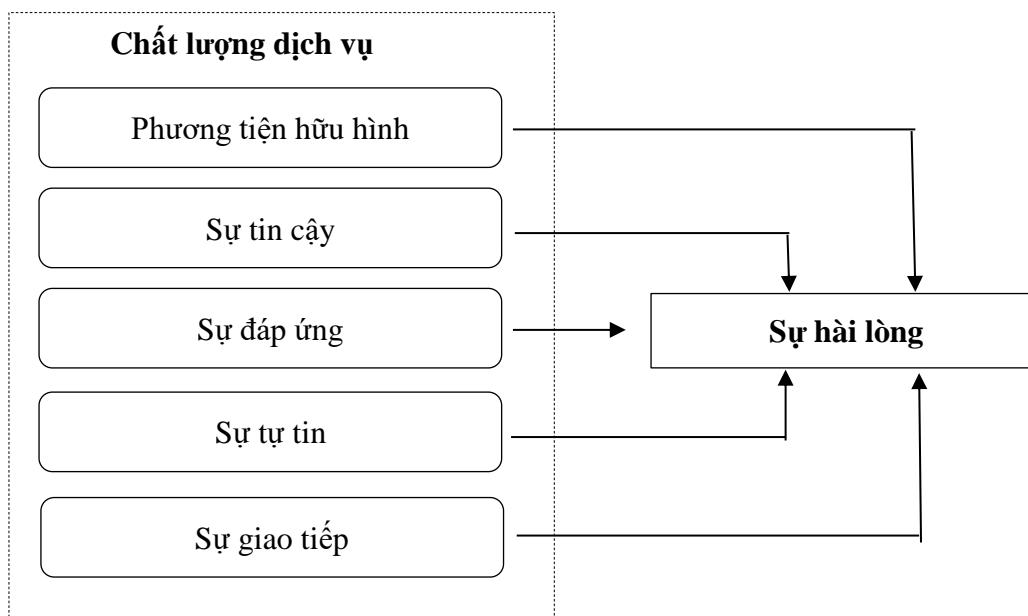 Chất lượng dịch vụ
Phương tiện hữu hình
Sự tin cậy
Sự đáp ứng
Sự hài lòng
Sự tự tin
Sự giao tiếp